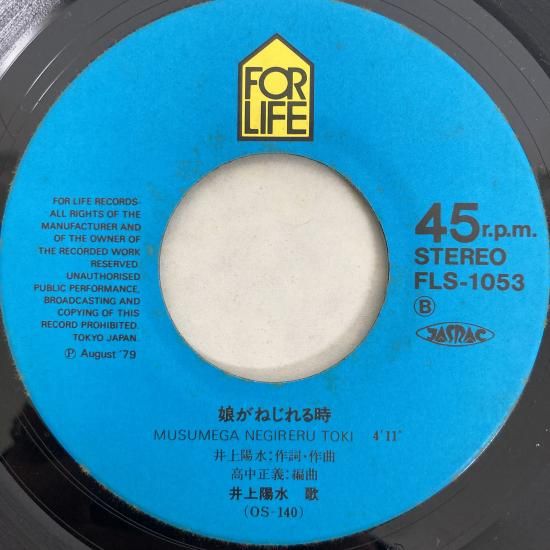 FOR
LIFE
FOR LIFE RECORDS-
ALL RIGHTS OF THE
MANUFACTURER AND
OF THE OWNER OF
THE RECORDED WORK
RESERVED.
UNAUTHORISED
PUBLIC PERFORMANCE,
BROADCASTING AND
COPYING OF THIS
RECORD PROHIBITED.
TOKYO JAPAN.
Ⓟ August '79
45r.p.m.
STEREO
FLS-1053
Ⓑ
JASRAC
娘がねじれる時
MUSUMEGA NEGIRERU TOKI 4'11"
井上陽水:作詞・作曲
高中正義:編曲
井上陽水 歌
(OS-140)